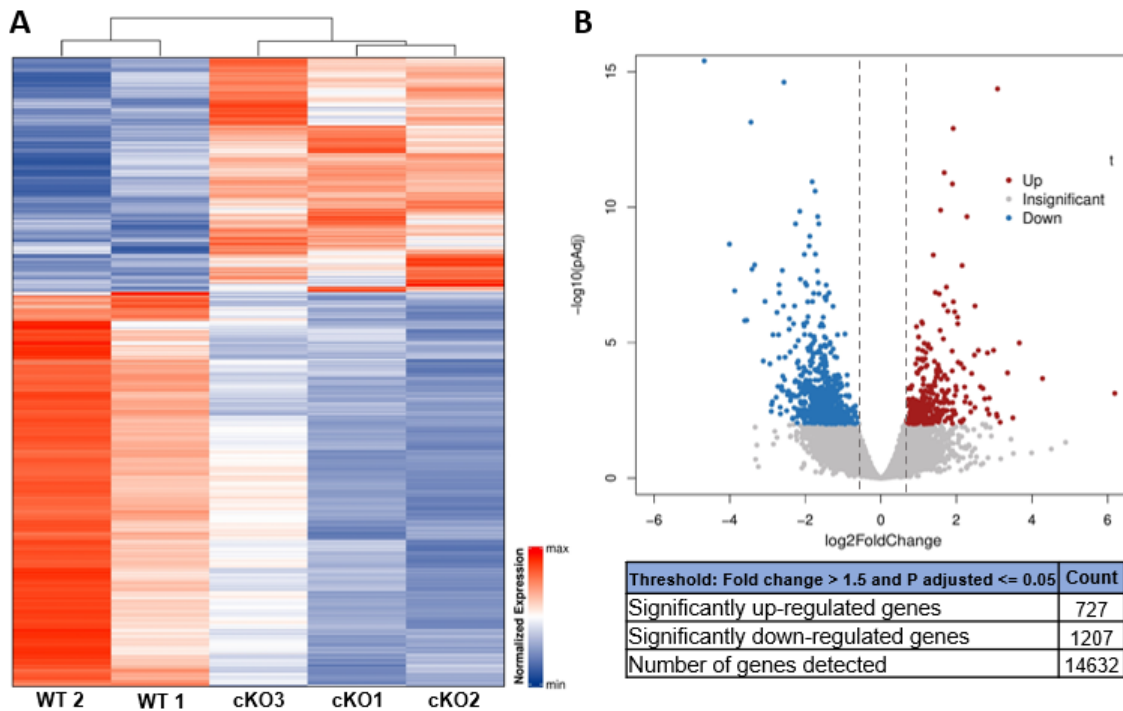 A
max
Normalized Expression
min
WT 2 WT 1 cKO3 cKO1 cKO2
B
15
10
5
0
-log10(pAdj)
t
Up
Insignificant
Down
−6 −4 −2 0 2 4 6
log2FoldChange
Threshold: Fold change > 1.5 and P adjusted <= 0.05 Count
Significantly up-regulated genes 727
Significantly down-regulated genes 1207
Number of genes detected 14632